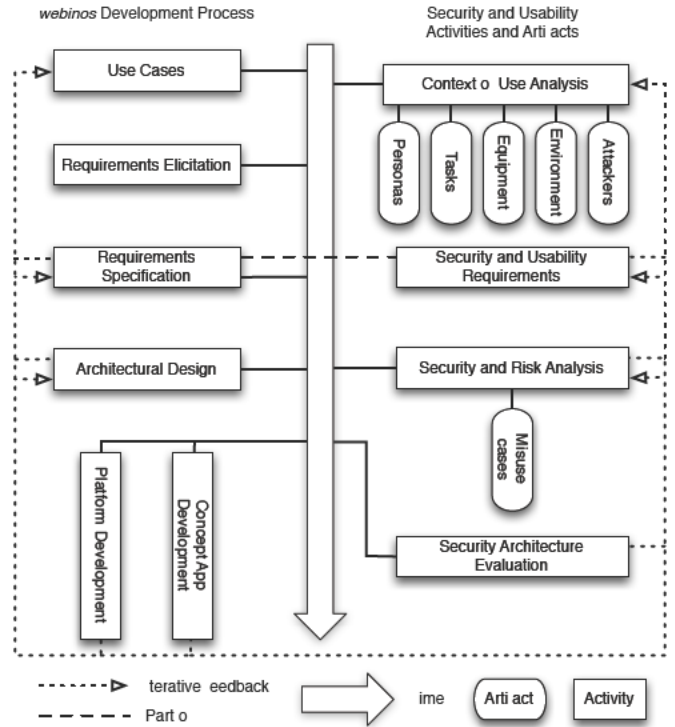 webinos Development Process
Security and Usability
Activities and Arti acts
Use Cases
Context o Use Analysis
Personas
Tasks
Equipment
Environment
Attackers
Requirements Elicitation
Requirements
Specification
Security and Usability
Requirements
Architectural Design
Security and Risk Analysis
Misuse
cases
Platform Development
Concept App
Development
Security Architecture
Evaluation
terative eedback
ime
Arti act
Activity
Part o